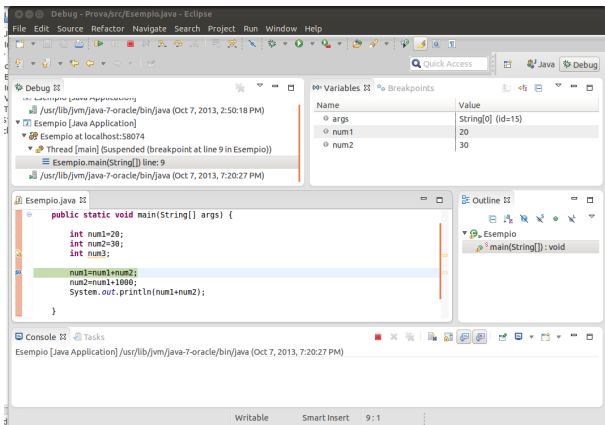 Debug - Prova/src/Esempio.java - Eclipse
File Edit Source Refactor Navigate Search Project Run Window Help
Quick Access Java Debug
Debug
Esempio [Java Application]
/usr/lib/jvm/java-7-oracle/bin/java (Oct 7, 2013, 2:50:18 PM)
Esempio [Java Application]
Esempio at localhost:58074
Thread [main] (Suspended (breakpoint at line 9 in Esempio))
Esempio.main(String[]) line: 9
/usr/lib/jvm/java-7-oracle/bin/java (Oct 7, 2013, 7:20:27 PM)
Variables Breakpoints
Name Value
args String[0] (id=15)
num1 20
num2 30
Esempio.java
public static void main(String[] args) {
int num1=20;
int num2=30;
int num3;
num1=num1+num2;
num2=num1+1000;
System.out.println(num1+num2);
}
Outline
Esempio
main(String[]) : void
Console Tasks
Esempio [Java Application] /usr/lib/jvm/java-7-oracle/bin/java (Oct 7, 2013, 7:20:27 PM)
Writable Smart Insert 9:1